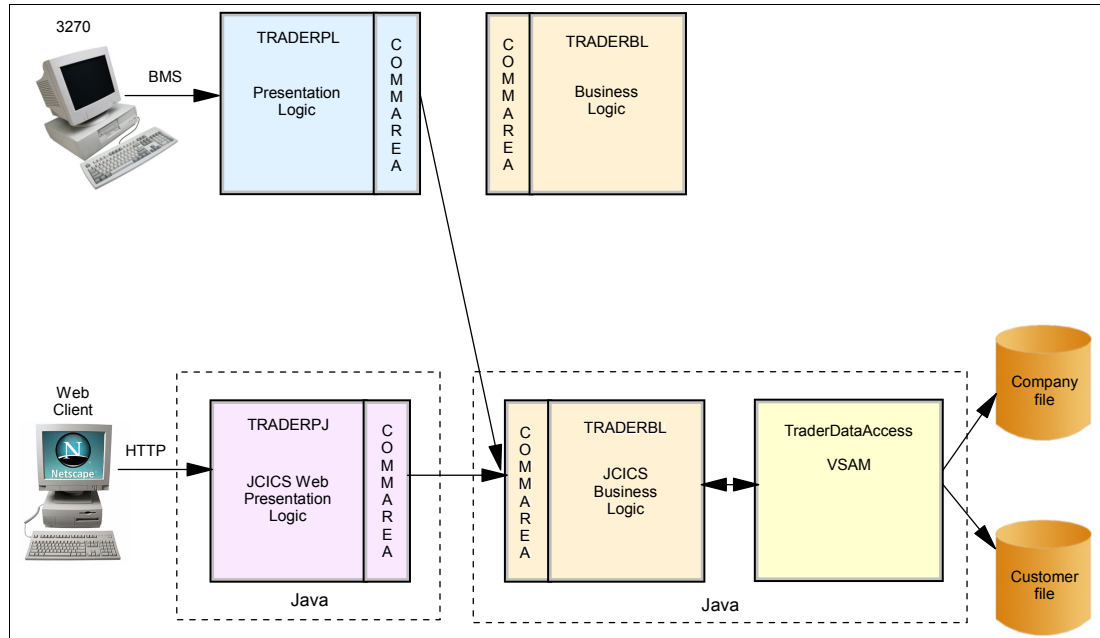 3270
BMS
TRADERPL
Presentation
Logic
C
O
M
M
A
R
E
A
C
O
M
M
A
R
E
A
TRADERBL
Business
Logic
Web
Client
N
Netscape
HTTP
TRADERPJ
JCICS Web
Presentation
Logic
C
O
M
M
A
R
E
A
Java
C
O
M
M
A
R
E
A
TRADERBL
JCICS
Business
Logic
TraderDataAccess
VSAM
Java
Company
file
Customer
file